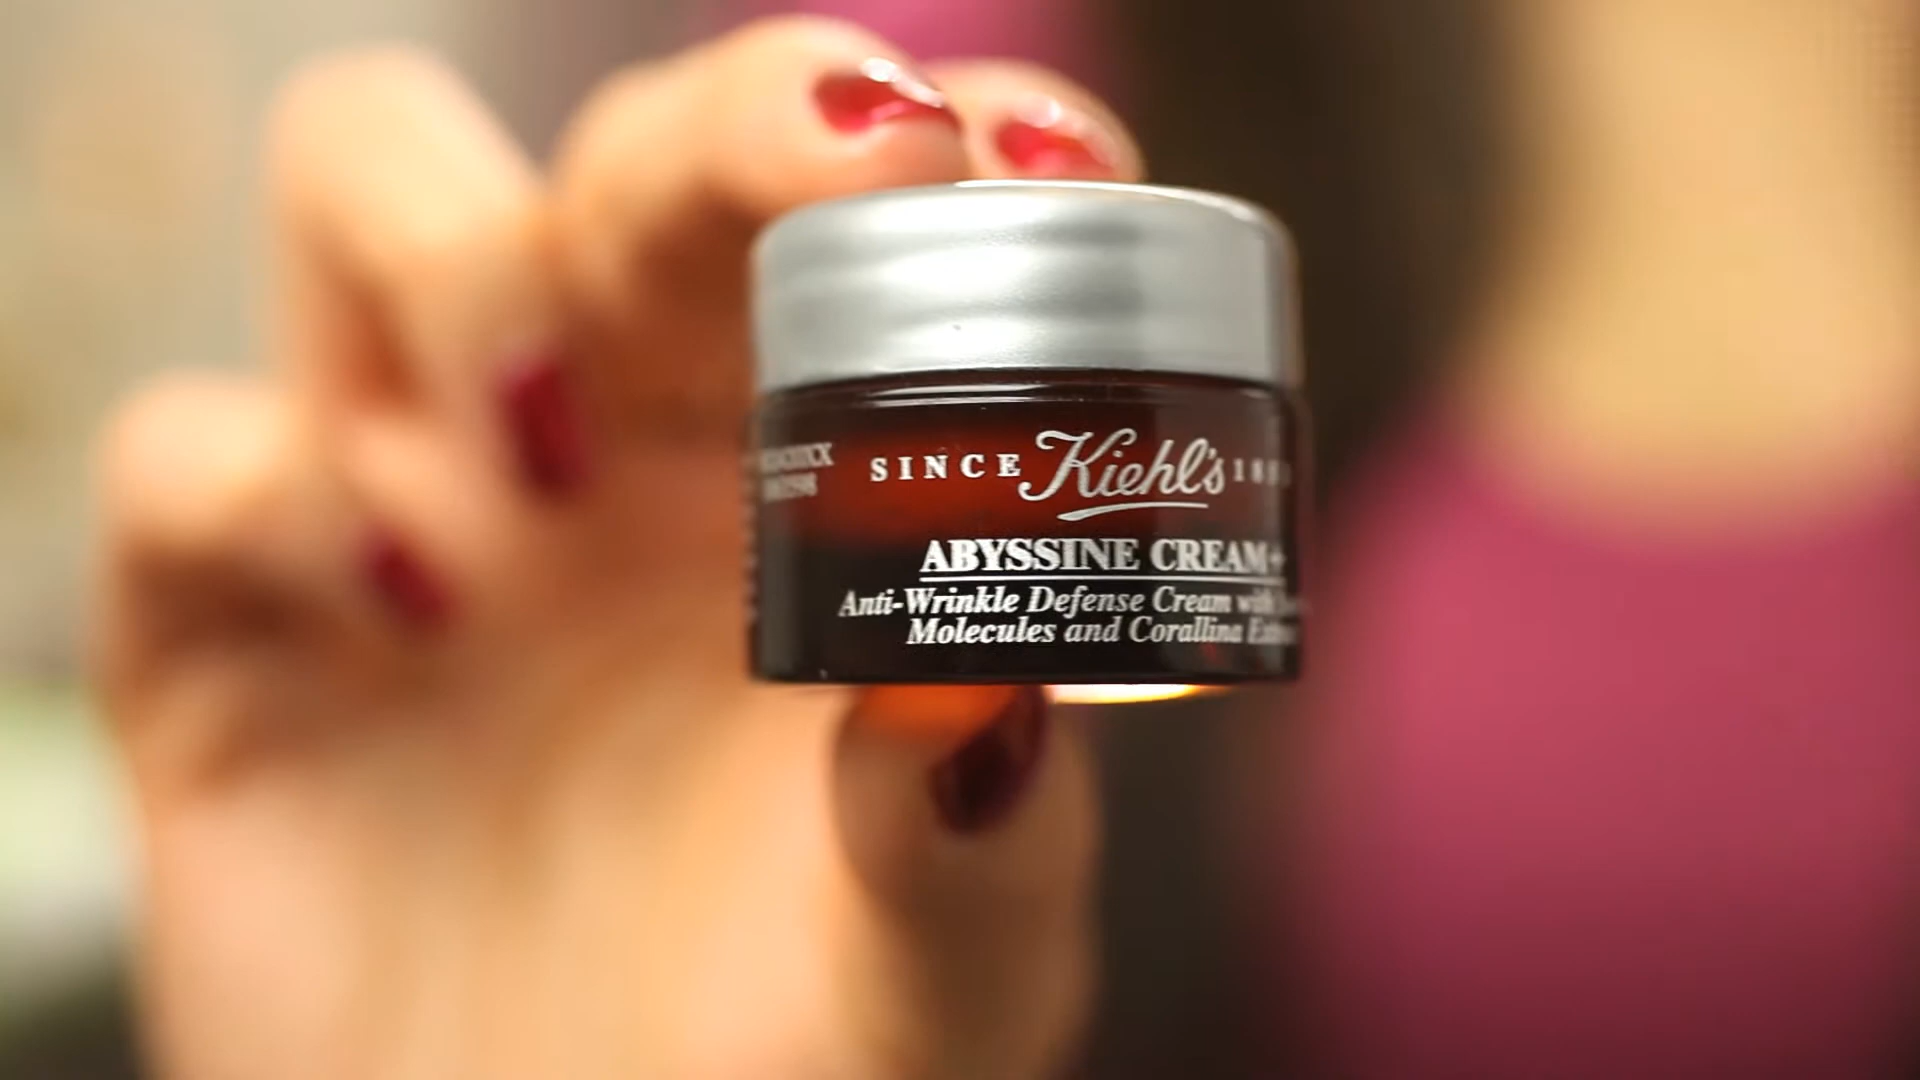 SINCE Kiehl's
ABYSSINE CREAM+
Anti-Wrinkle Defense Cream with
Molecules and Corallina